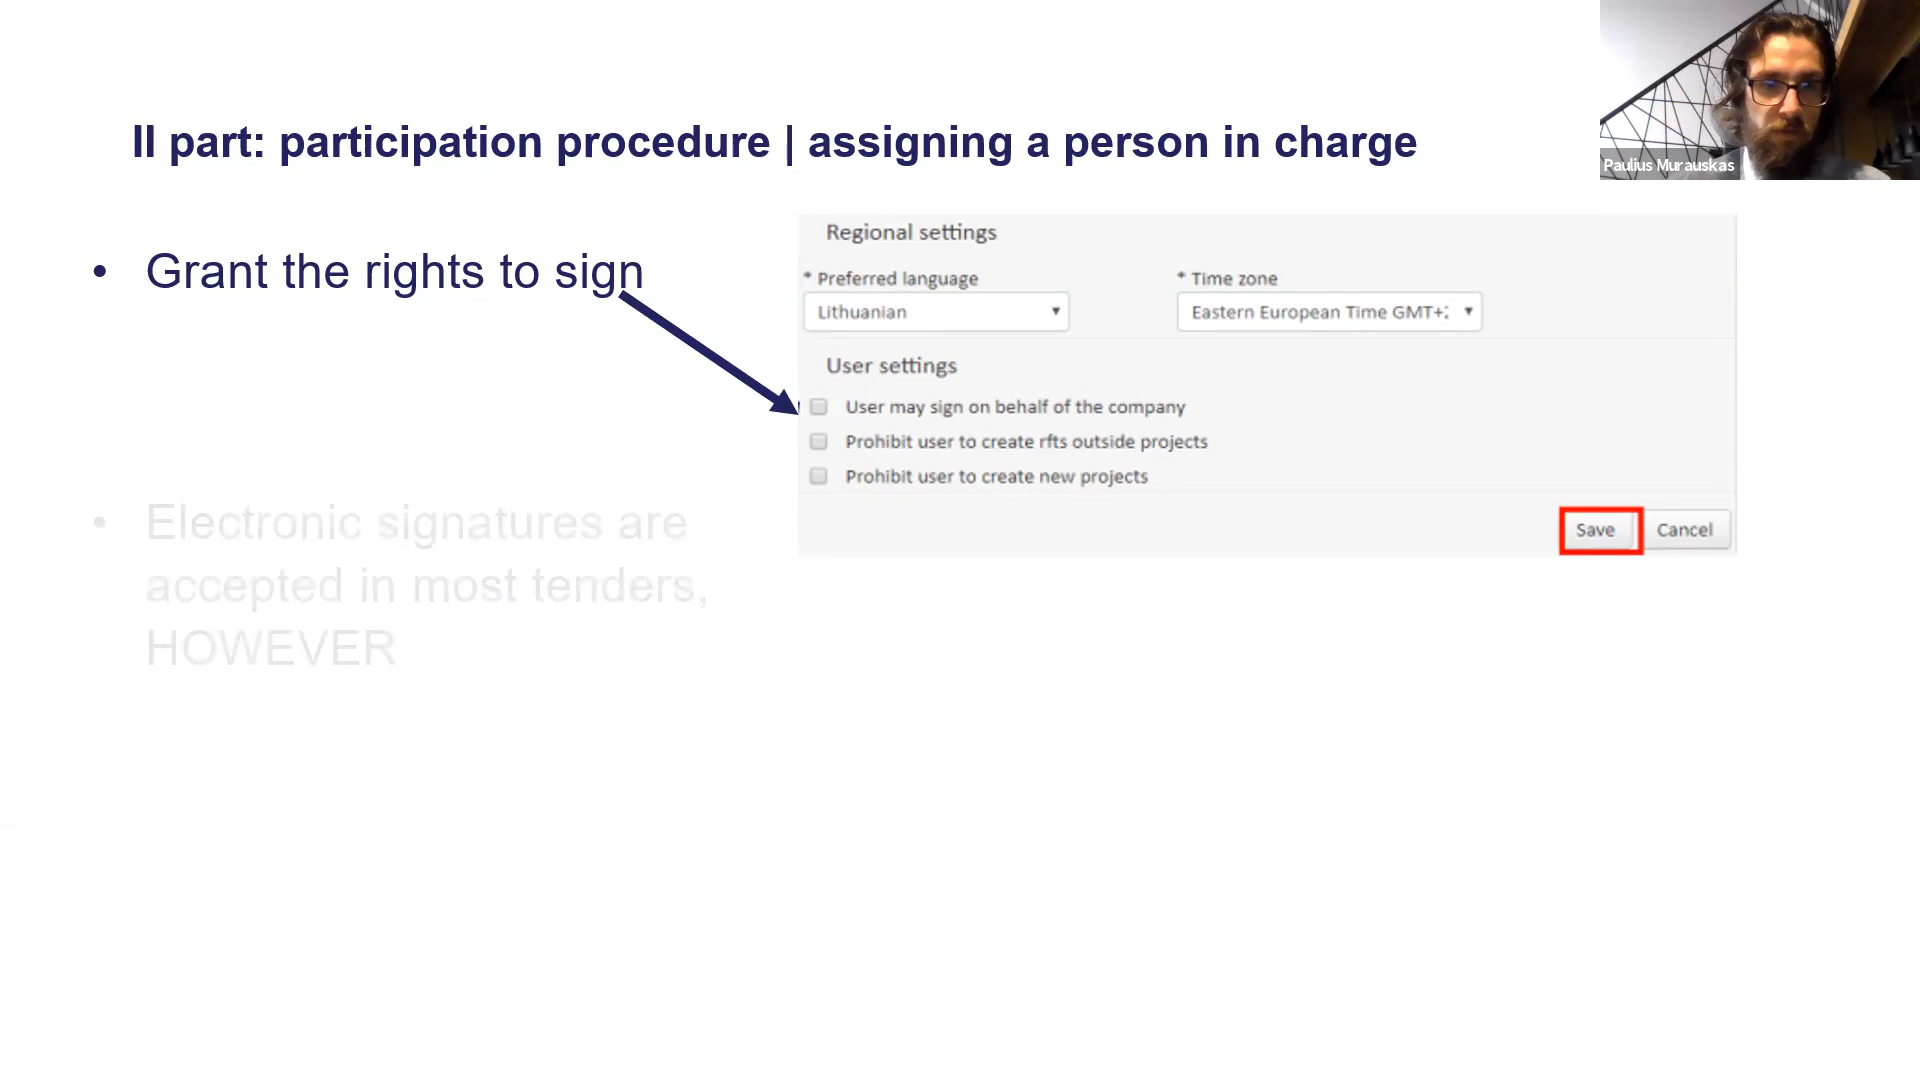 II part: participation procedure | assigning a person in charge
Paulius Murauskas
• Grant the rights to sign
Regional settings
* Preferred language
* Time zone
Lithuanian
Eastern European Time GMT+2
User settings
User may sign on behalf of the company
Prohibit user to create rfts outside projects
Prohibit user to create new projects
Save
Cancel
• Electronic signatures are
accepted in most tenders,
HOWEVER